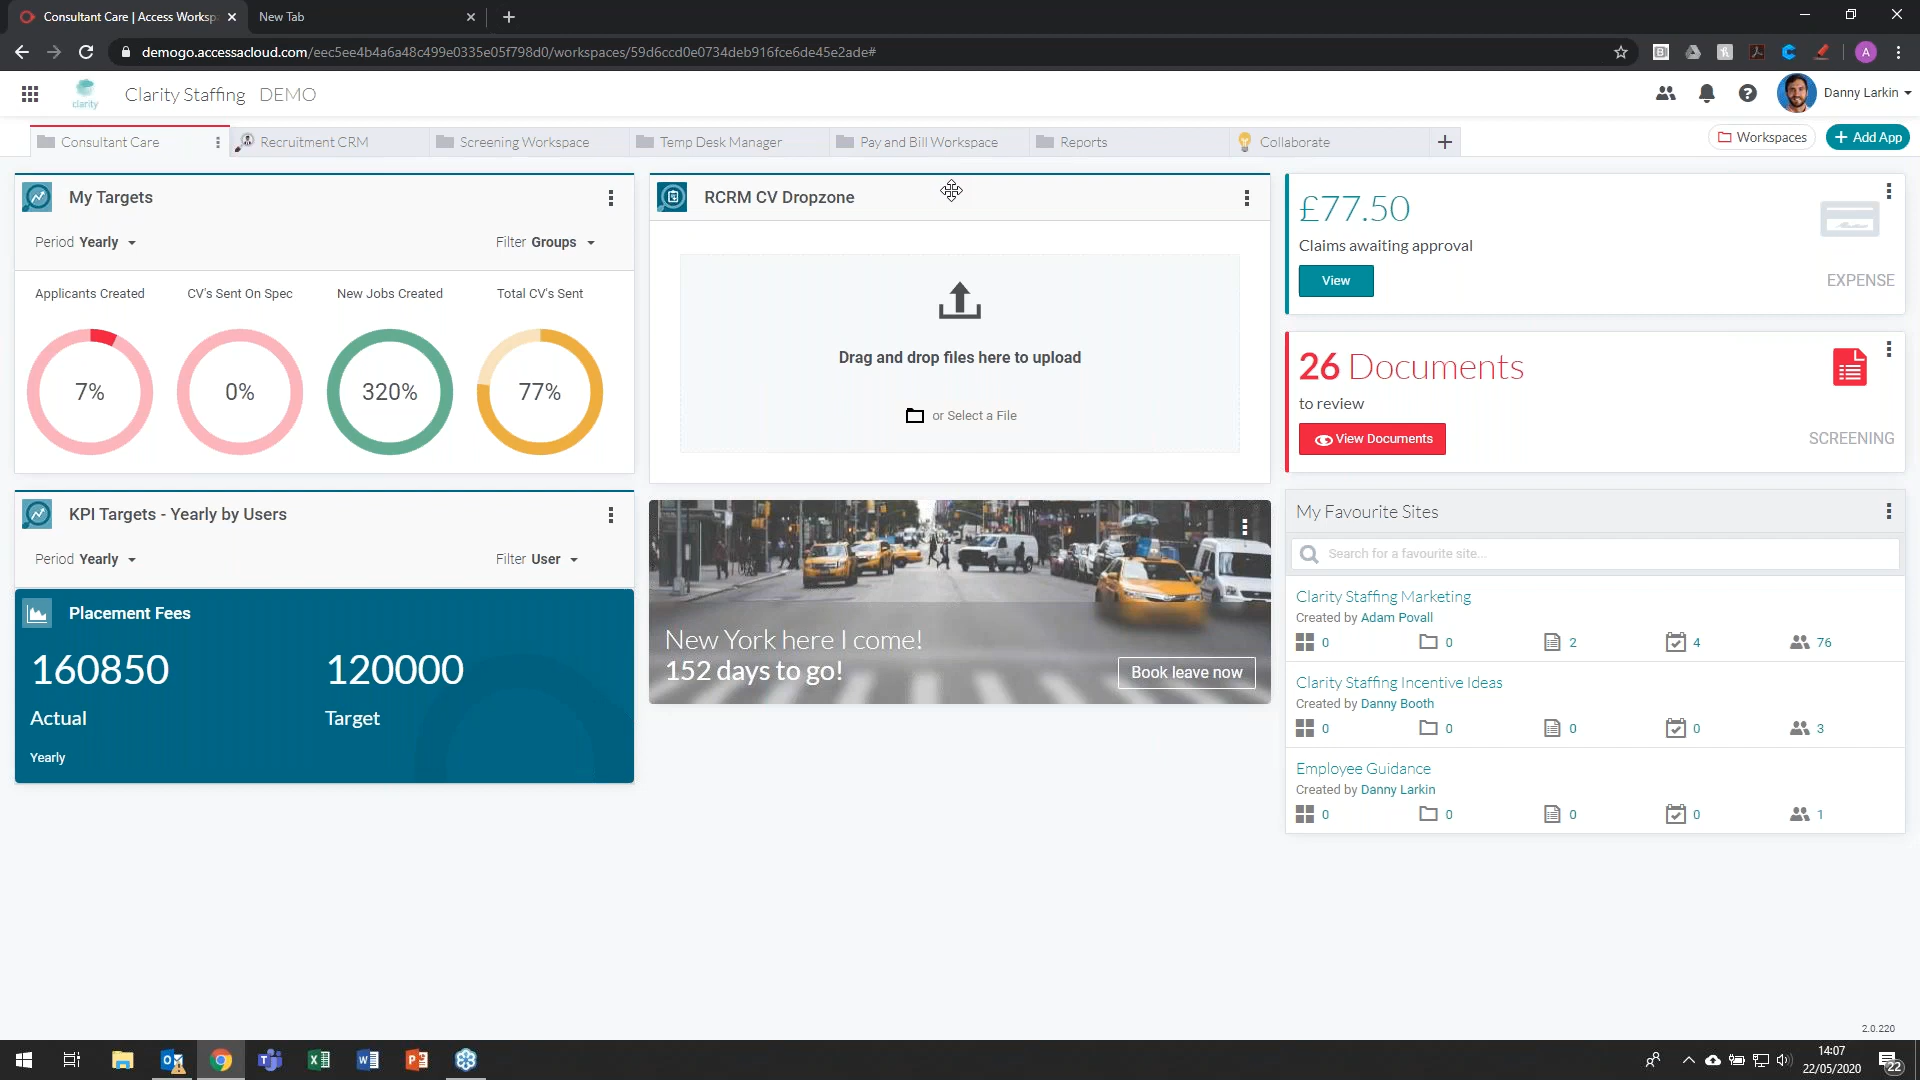 Consultant Care | Access Worksp
New Tab
demogo.accessacloud.com/eec5ee4b4a6a48c499e0335e05f798d0/workspaces/59d6ccd0e0734deb916fce6de45e2ade#
A
clarity
Clarity Staffing DEMO
Danny Larkin
Consultant Care
Recruitment CRM
Screening Workspace
Temp Desk Manager
Pay and Bill Workspace
Reports
Collaborate
Workspaces
Add App
My Targets
Period Yearly
Filter Groups
Applicants Created
CV's Sent On Spec
New Jobs Created
Total CV's Sent
7%
0%
320%
77%
KPI Targets - Yearly by Users
Period Yearly
Filter User
Placement Fees
160850
120000
Actual
Target
Yearly
RCRM CV Dropzone
Drag and drop files here to upload
or Select a File
New York here I come!
152 days to go!
Book leave now
£77.50
Claims awaiting approval
View
EXPENSE
26 Documents
to review
View Documents
SCREENING
My Favourite Sites
Search for a favourite site...
Clarity Staffing Marketing
Created by Adam Povall
0 0 2 4 76
Clarity Staffing Incentive Ideas
Created by Danny Booth
0 0 0 0 3
Employee Guidance
Created by Danny Larkin
0 0 0 0 1
2.0.220
14:07
22/05/2020
22